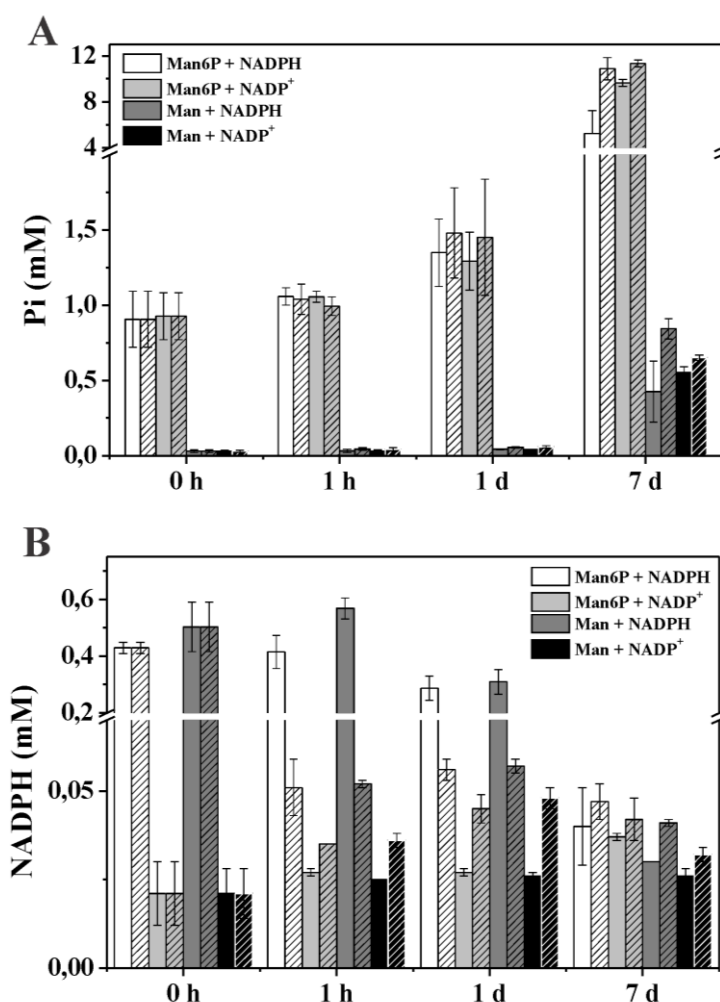 A
Man6P + NADPH
Man6P + NADP⁺
Man + NADPH
Man + NADP⁺
12
8
4
1,5
1,0
0,5
0,0
Pi (mM)
0 h 1 h 1 d 7 d
B
Man6P + NADPH
Man6P + NADP⁺
Man + NADPH
Man + NADP⁺
0,6
0,4
0,2
0,05
0,00
NADPH (mM)
0 h 1 h 1 d 7 d